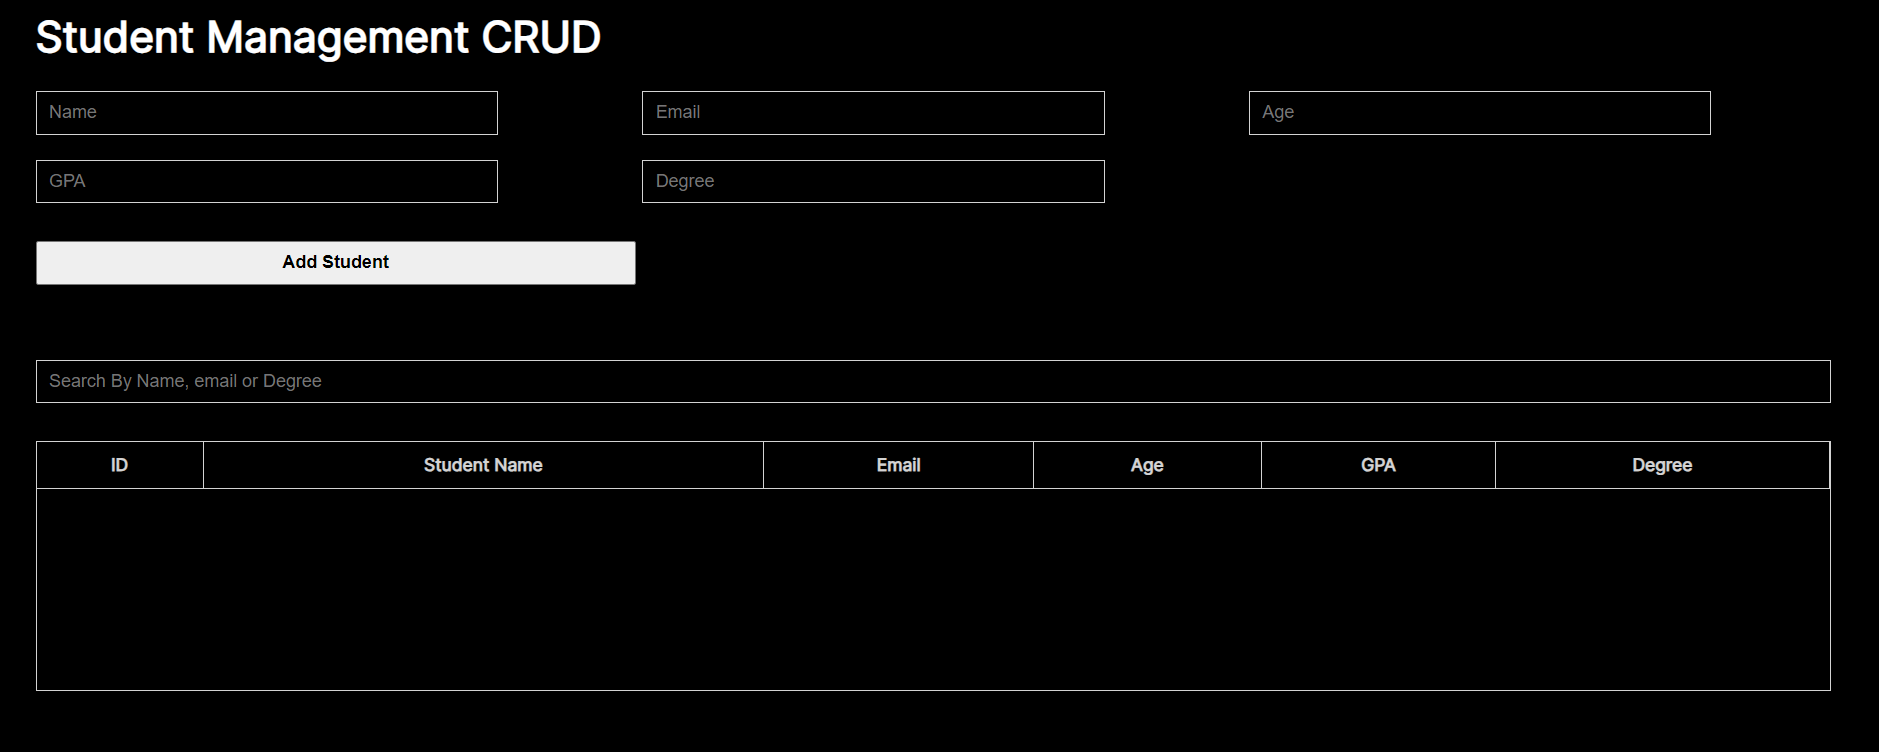 Student Management CRUD
Name Email Age
GPA Degree
Add Student
Search By Name, email or Degree
ID Student Name Email Age GPA Degree